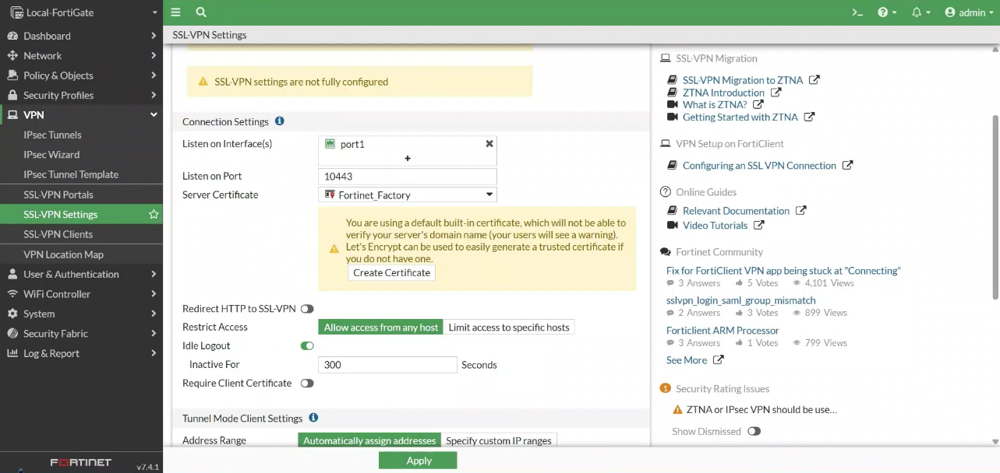 Local-FortiGate
admin
Dashboard
Network
Policy & Objects
Security Profiles
VPN
IPsec Tunnels
IPsec Wizard
IPsec Tunnel Template
SSL-VPN Portals
SSL-VPN Settings
SSL-VPN Clients
VPN Location Map
User & Authentication
WiFi Controller
System
Security Fabric
Log & Report
FORTINET
v7.4.1
SSL-VPN Settings
SSL-VPN settings are not fully configured
Connection Settings
Listen on Interface(s)
port1
+
Listen on Port
10443
Server Certificate
Fortinet_Factory
You are using a default built-in certificate, which will not be able to
verify your server's domain name (your users will see a warning).
Let's Encrypt can be used to easily generate a trusted certificate if
you do not have one.
Create Certificate
Redirect HTTP to SSL-VPN
Restrict Access
Allow access from any host
Limit access to specific hosts
Idle Logout
Inactive For
300
Seconds
Require Client Certificate
Tunnel Mode Client Settings
Address Range
Automatically assign addresses
Specify custom IP ranges
Apply
SSL-VPN Migration
SSL-VPN Migration to ZTNA
ZTNA Introduction
What is ZTNA?
Getting Started with ZTNA
VPN Setup on FortiClient
Configuring an SSL VPN Connection
Online Guides
Relevant Documentation
Video Tutorials
Fortinet Community
Fix for FortiClient VPN app being stuck at "Connecting"
3 Answers 5 Votes 4,101 Views
sslvpn_login_saml_group_mismatch
2 Answers 3 Votes 899 Views
Forticlient ARM Processor
3 Answers 1 Votes 799 Views
See More
1 Security Rating Issues
ZTNA or IPsec VPN should be use...
Show Dismissed